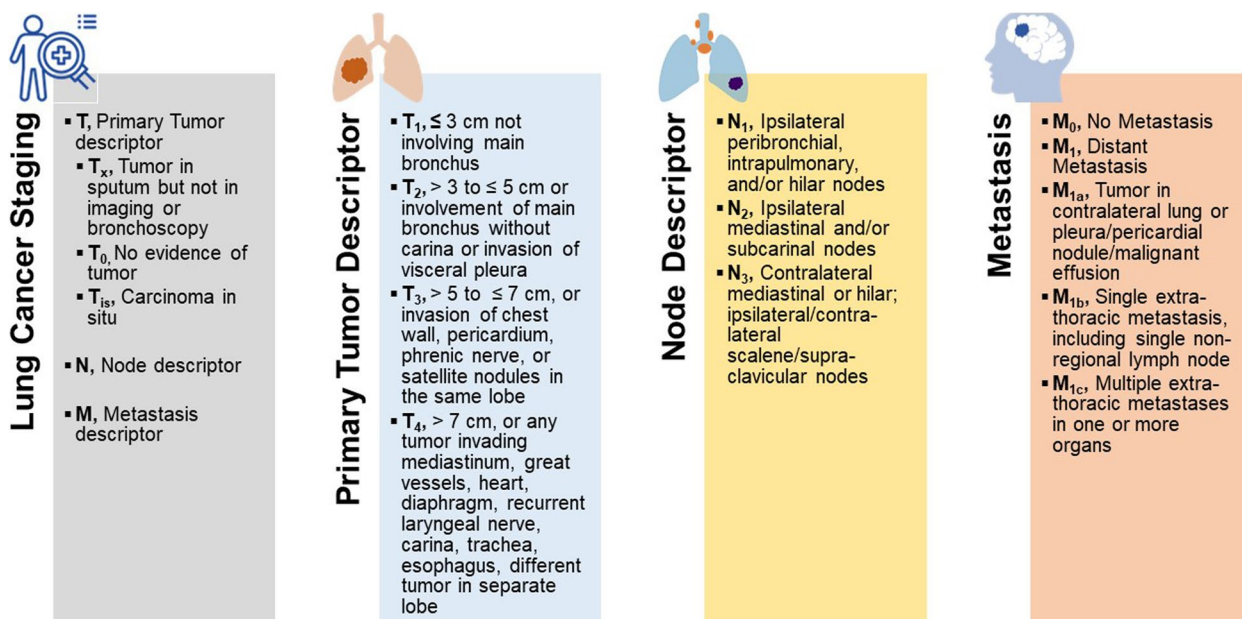 Lung Cancer Staging
▪ T, Primary Tumor
descriptor
▪ Tx, Tumor in
sputum but not in
imaging or
bronchoscopy
▪ T0, No evidence of
tumor
▪ Tis, Carcinoma in
situ
▪ N, Node descriptor
▪ M, Metastasis
descriptor
Primary Tumor Descriptor
▪ T1, ≤ 3 cm not
involving main
bronchus
▪ T2, > 3 to ≤ 5 cm or
involvement of main
bronchus without
carina or invasion of
visceral pleura
▪ T3, > 5 to ≤ 7 cm, or
invasion of chest
wall, pericardium,
phrenic nerve, or
satellite nodules in
the same lobe
▪ T4, > 7 cm, or any
tumor invading
mediastinum, great
vessels, heart,
diaphragm, recurrent
laryngeal nerve,
carina, trachea,
esophagus, different
tumor in separate
lobe
Node Descriptor
▪ N1, Ipsilateral
peribronchial,
intrapulmonary,
and/or hilar nodes
▪ N2, Ipsilateral
mediastinal and/or
subcarinal nodes
▪ N3, Contralateral
mediastinal or hilar;
ipsilateral/contra-
lateral
scalene/supra-
clavicular nodes
Metastasis
▪ M0, No Metastasis
▪ M1, Distant
Metastasis
▪ M1a, Tumor in
contralateral lung or
pleura/pericardial
nodule/malignant
effusion
▪ M1b, Single extra-
thoracic metastasis,
including single non-
regional lymph node
▪ M1c, Multiple extra-
thoracic metastases
in one or more
organs